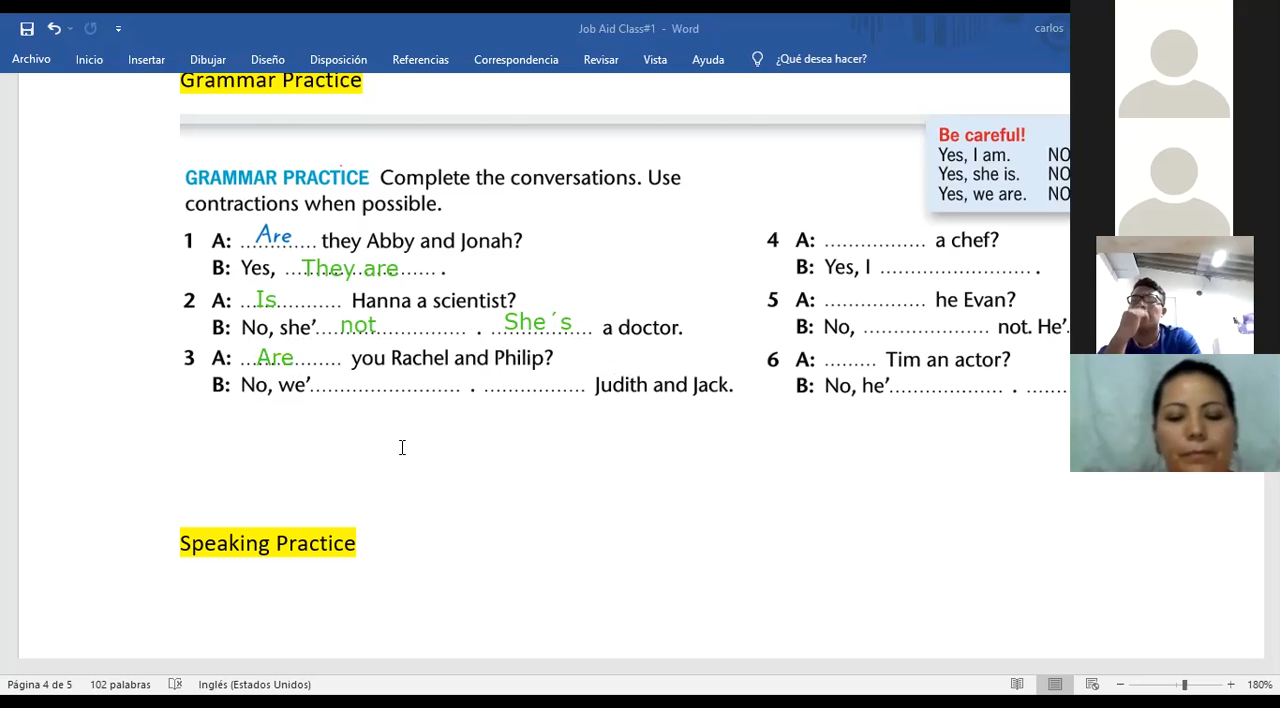 Job Aid Class#1 - Word
carlos
Archivo Inicio Insertar Dibujar Diseño Disposición Referencias Correspondencia Revisar Vista Ayuda ¿Qué desea hacer?
Grammar Practice
Be careful!
Yes, I am. NO
Yes, she is. NO
Yes, we are. NO
GRAMMAR PRACTICE Complete the conversations. Use
contractions when possible.
1 A: ...Are... they Abby and Jonah?
B: Yes, ...They are... .
2 A: ...Is... Hanna a scientist?
B: No, she'...not... . ...She´s... a doctor.
3 A: ...Are... you Rachel and Philip?
B: No, we'........................ . ................ Judith and Jack.
4 A: ................ a chef?
B: Yes, I ........................ .
5 A: ................ he Evan?
B: No, .................... not. He'.
6 A: ......... Tim an actor?
B: No, he'.................. . ......
Speaking Practice
Página 4 de 5 102 palabras Inglés (Estados Unidos) 180%